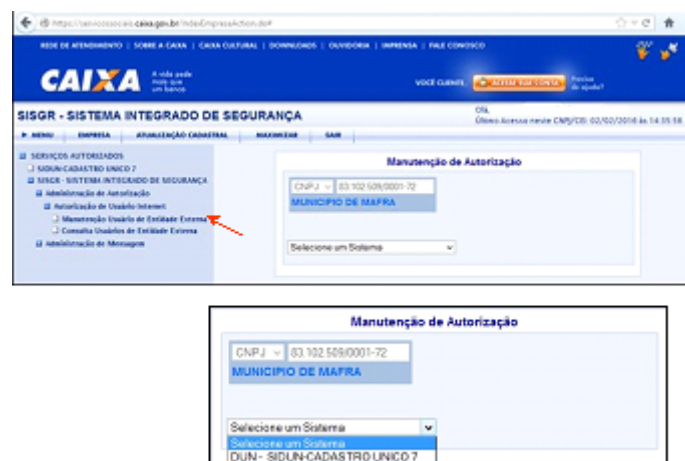 https://servicossociais.caixa.gov.br/indexEmpresaAction.do#
REDE DE ATENDIMENTO | SOBRE A CAIXA | CAIXA CULTURAL | DOWNLOADS | OUVIDORIA | IMPRENSA | FALE CONOSCO
CAIXA A vida pede mais que um banco
VOCÊ CLIENTE, ACESSE SUA CONTA Precisa de ajuda?
SISGR - SISTEMA INTEGRADO DE SEGURANÇA
Olá,
Último Acesso neste CNPJ/CEI: 02/02/2016 às 14:35:58
MENU EMPRESA ATUALIZAÇÃO CADASTRAL MAXIMIZAR SAIR
SERVIÇOS AUTORIZADOS
SIDUN-CADASTRO UNICO 7
SISGR - SISTEMA INTEGRADO DE SEGURANÇA
Administração de Autorização
Autorização de Usuário Internet
Manutenção Usuário de Entidade Externa
Consulta Usuários de Entidade Externa
Administração de Mensagem
Manutenção de Autorização
CNPJ 83.102.509/0001-72
MUNICIPIO DE MAFRA
Selecione um Sistema
Manutenção de Autorização
CNPJ 83.102.509/0001-72
MUNICIPIO DE MAFRA
Selecione um Sistema
Selecione um Sistema
DUN - SIDUN-CADASTRO UNICO 7